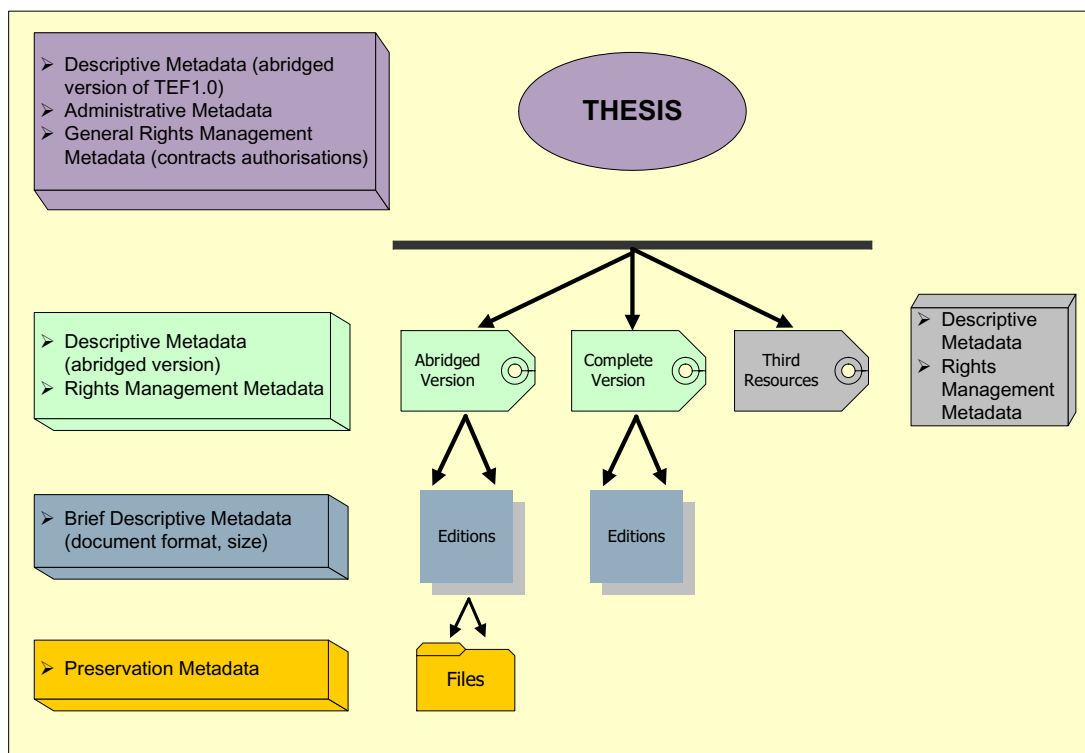 ➢ Descriptive Metadata (abridged
version of TEF1.0)
➢ Administrative Metadata
➢ General Rights Management
Metadata (contracts authorisations)
THESIS
➢ Descriptive Metadata
(abridged version)
➢ Rights Management Metadata
Abridged
Version
Complete
Version
Third
Resources
➢ Descriptive
Metadata
➢ Rights
Management
Metadata
➢ Brief Descriptive Metadata
(document format, size)
Editions
Editions
➢ Preservation Metadata
Files